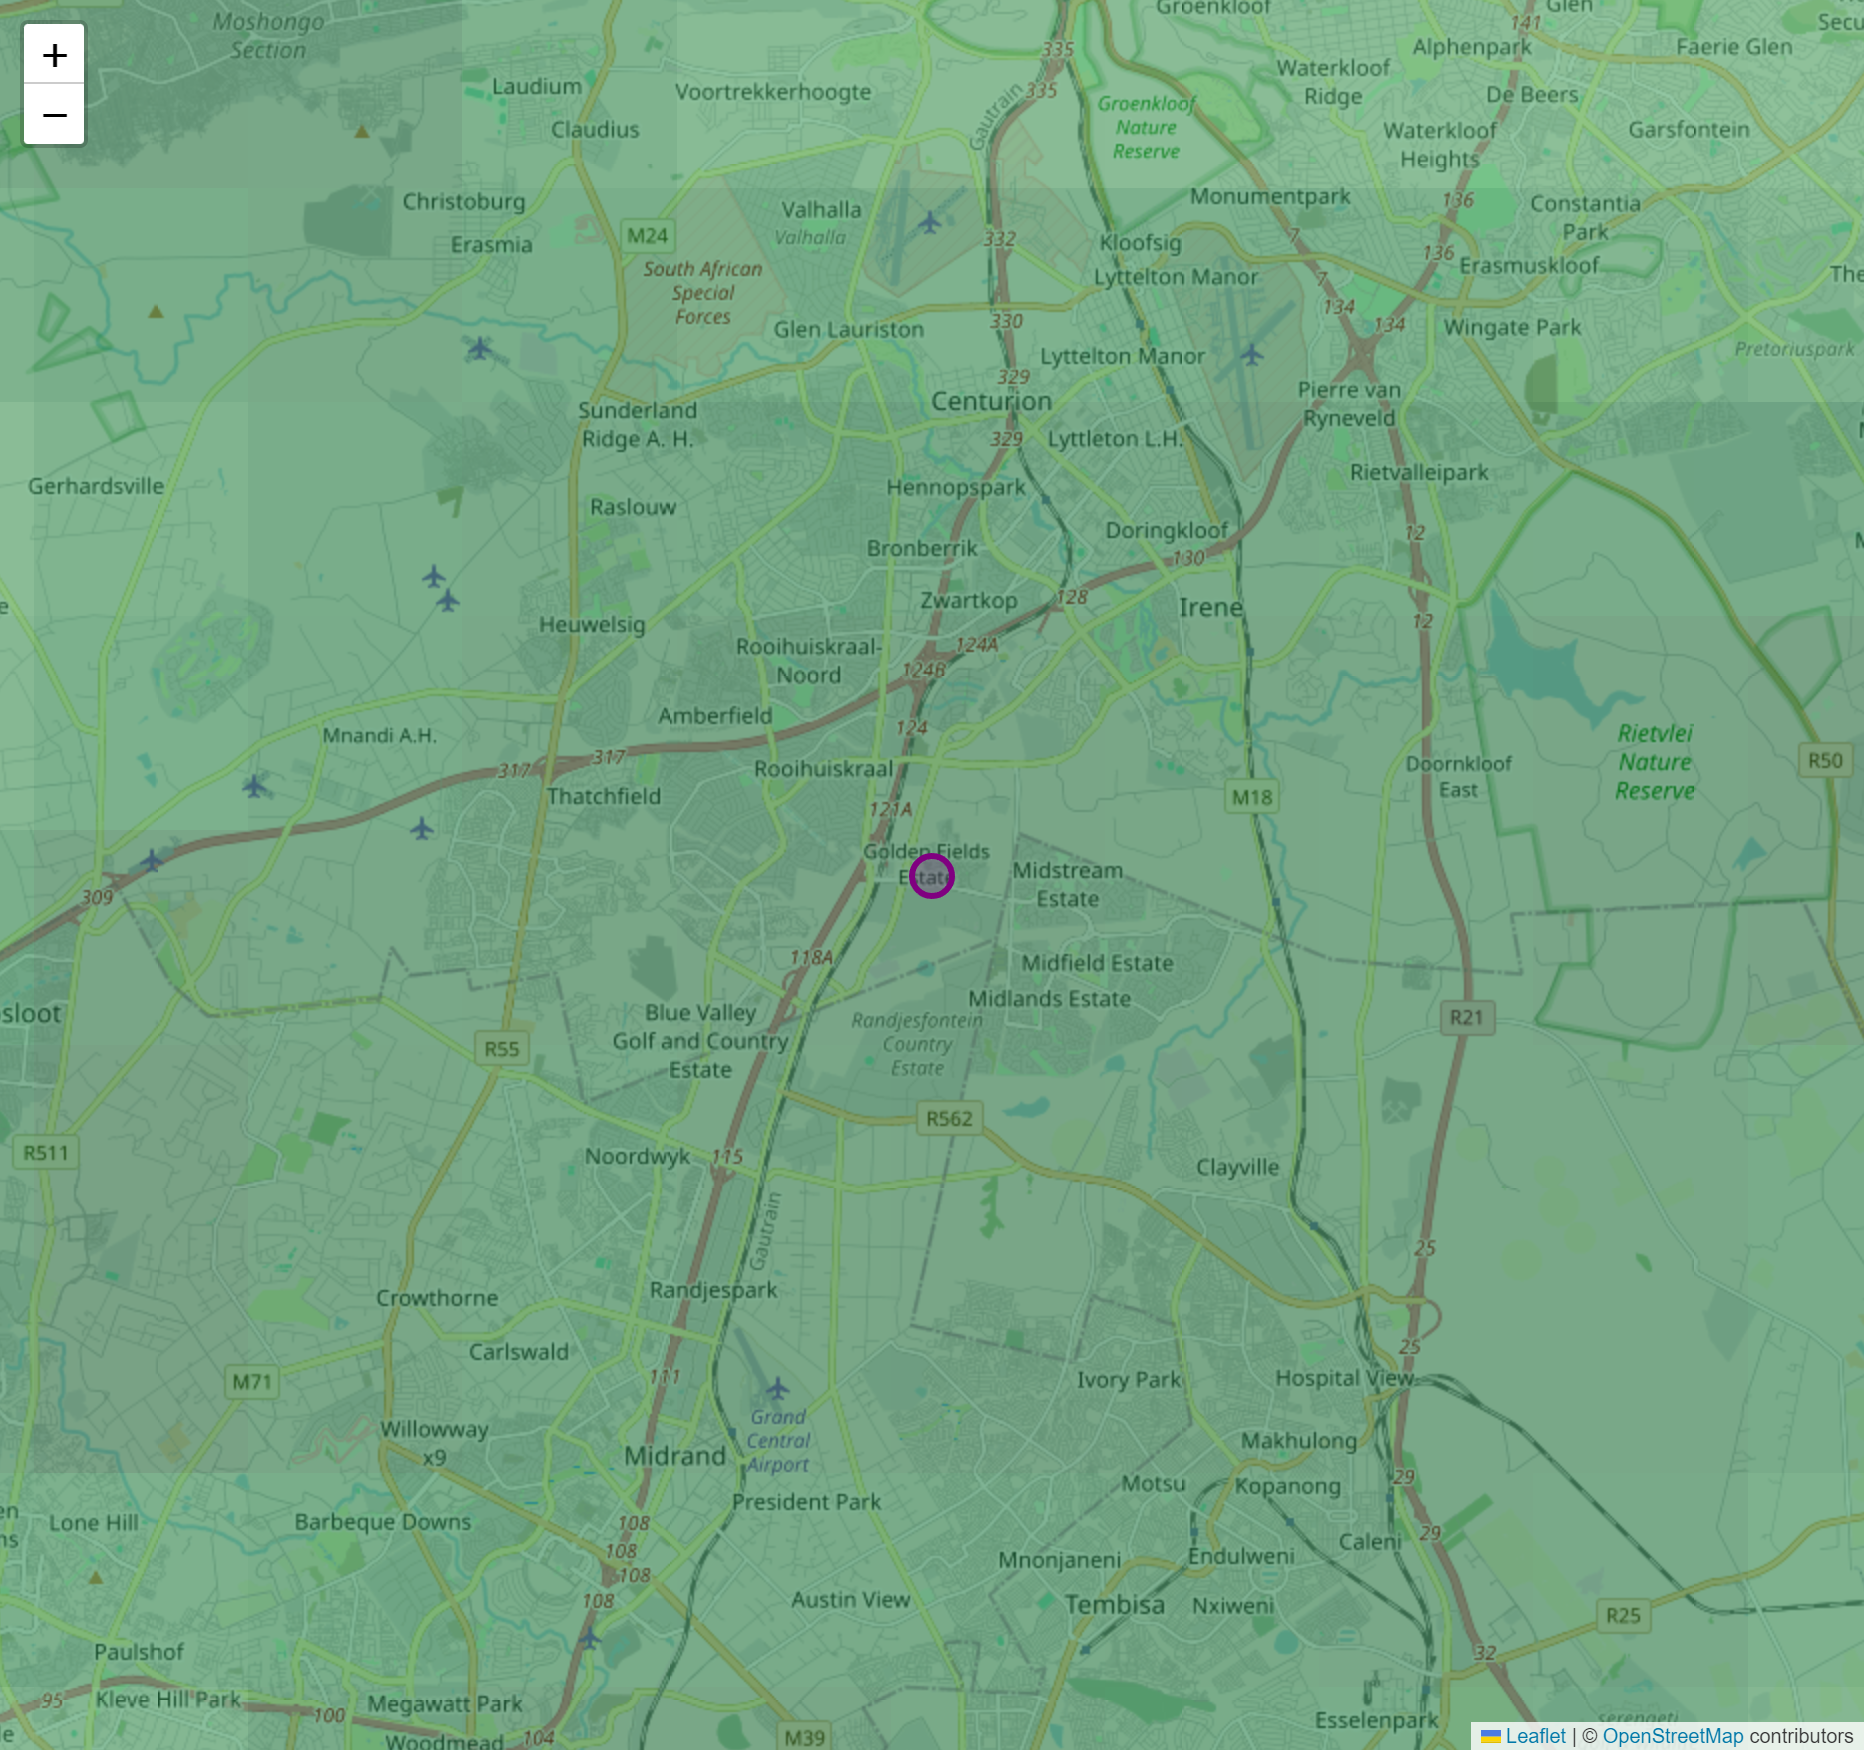 Moshongo
Section
Groenkloof
Glen
141
Alphenpark
Faerie Glen
335
Laudium
Voortrekkerhoogte
Waterkloof
Ridge
De Beers
335
Gautrain
Groenkloof
Nature
Reserve
Claudius
Waterkloof
Heights
Garsfontein
Christoburg
Valhalla
Valhalla
Monumentpark
136
Constantia
Park
Erasmia
M24
332
Kloofsig
7
136
South African
Special
Forces
Lyttelton Manor
7
Erasmuskloof
The
134
134
Glen Lauriston
330
Wingate Park
Lyttelton Manor
Pretoriuspark
329
Pierre van
Ryneveld
Centurion
Sunderland
Ridge A. H.
329
Lyttleton L.H.
Gerhardsville
Hennopspark
Rietvalleipark
Raslouw
Doringkloof
12
Bronberrik
130
Zwartkop
128
Irene
12
Heuwelsig
Rooihuiskraal-
Noord
124A
124B
Amberfield
124
Mnandi A.H.
Rietvlei
Nature
Reserve
317
317
Rooihuiskraal
Doornkloof
East
R50
Thatchfield
M18
121A
Golden Fields
Estate
Midstream
Estate
309
118A
Midfield Estate
Midlands Estate
sloot
Blue Valley
Golf and Country
Estate
Randjesfontein
Country
Estate
R21
R55
R562
R511
Noordwyk
115
Clayville
Gautrain
25
Randjespark
Crowthorne
Carlswald
25
M71
111
Ivory Park
Hospital View
Grand
Central
Airport
Willowway
x9
Midrand
Makhulong
Motsu
Kopanong
29
President Park
Lone Hill
Barbeque Downs
108
29
Caleni
108
Mnonjaneni
Endulweni
108
108
Austin View
Tembisa
Nxiweni
R25
Paulshof
32
95
Kleve Hill Park
Megawatt Park
100
Esselenpark
serengeti
104
M39
Woodmead
+
−
Leaflet | © OpenStreetMap contributors